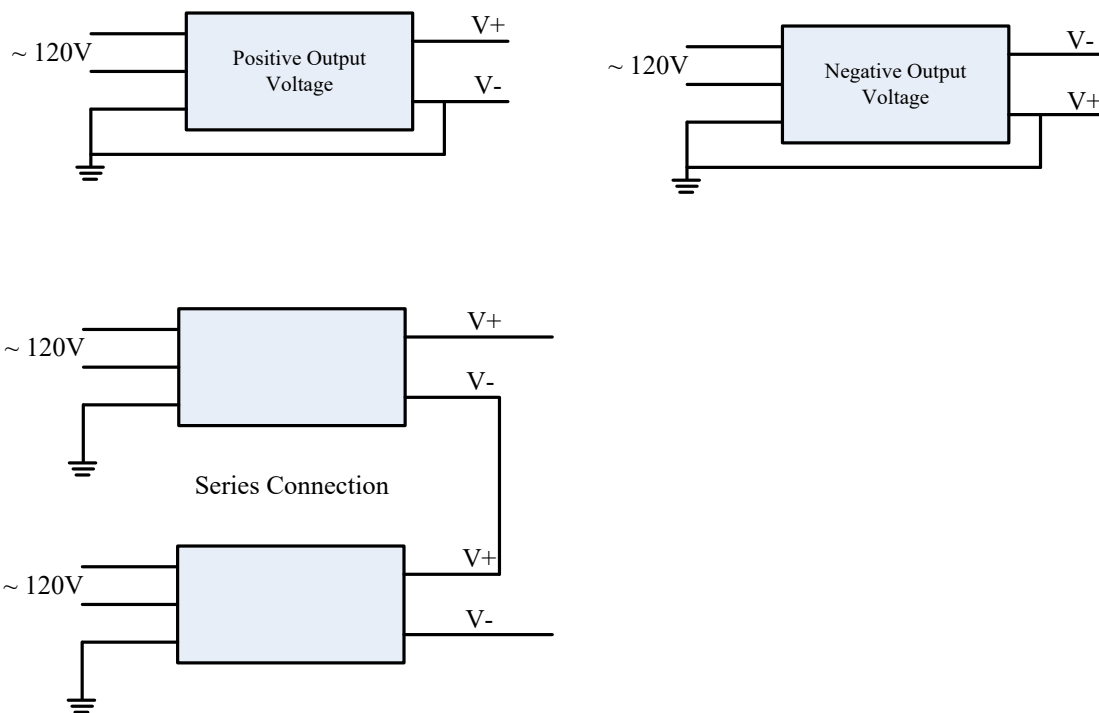 V+
~ 120V
Positive Output
Voltage
V-
V-
~ 120V
Negative Output
Voltage
V+
V+
~ 120V
V-
Series Connection
V+
~ 120V
V-